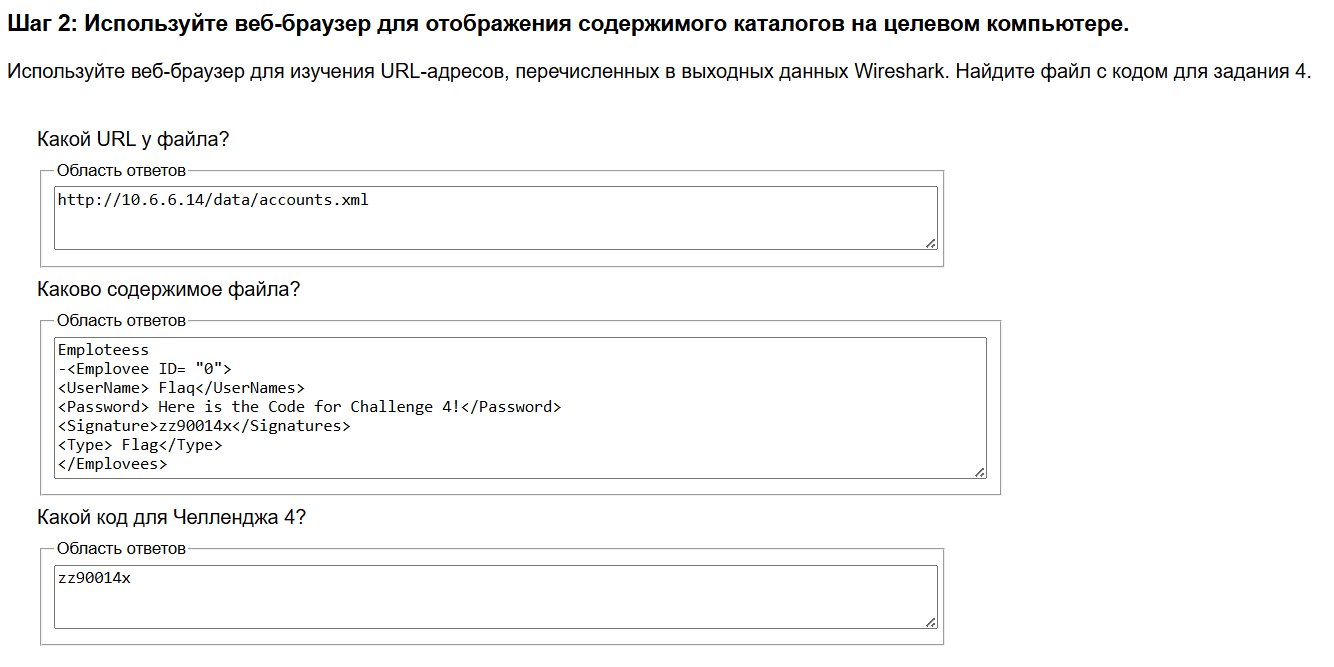 Шаг 2: Используйте веб-браузер для отображения содержимого каталогов на целевом компьютере.
Используйте веб-браузер для изучения URL-адресов, перечисленных в выходных данных Wireshark. Найдите файл с кодом для задания 4.
Какой URL у файла?
Область ответов
http://10.6.6.14/data/accounts.xml
Каково содержимое файла?
Область ответов
Emploteess
-<Emplovee ID= "0">
<UserName> Flaq</UserNames>
<Password> Here is the Code for Challenge 4!</Password>
<Signature>zz90014x</Signatures>
<Type> Flag</Type>
</Emplovees>
Какой код для Челленджа 4?
Область ответов
zz90014x